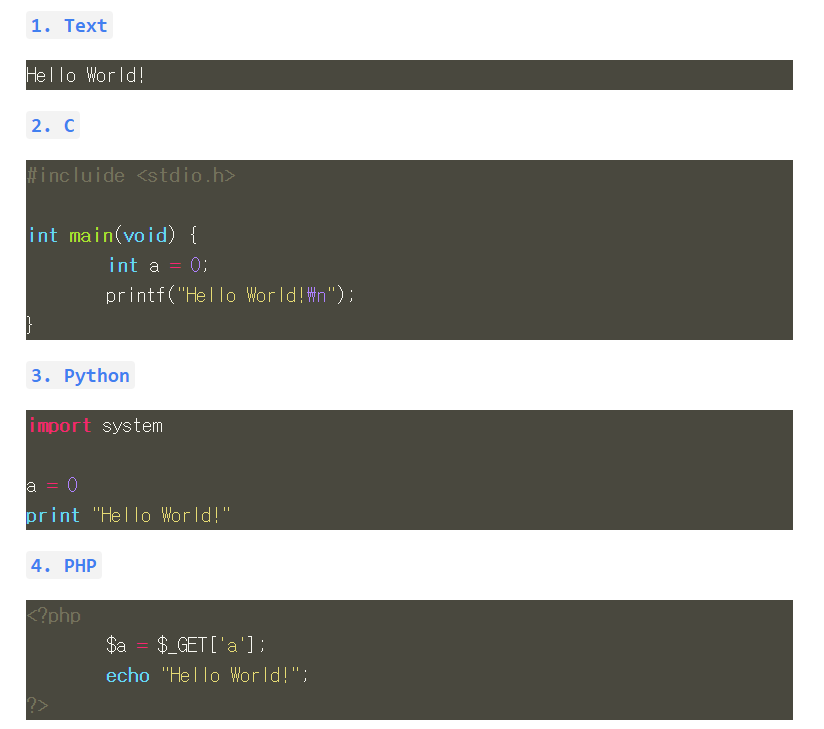 1. Text
Hello World!
2. C
#incluide <stdio.h>
int main(void) {
        int a = 0;
        printf("Hello World!₩n");
}
3. Python
import system
a = 0
print "Hello World!"
4. PHP
<?php
        $a = $_GET['a'];
        echo "Hello World!";
?>